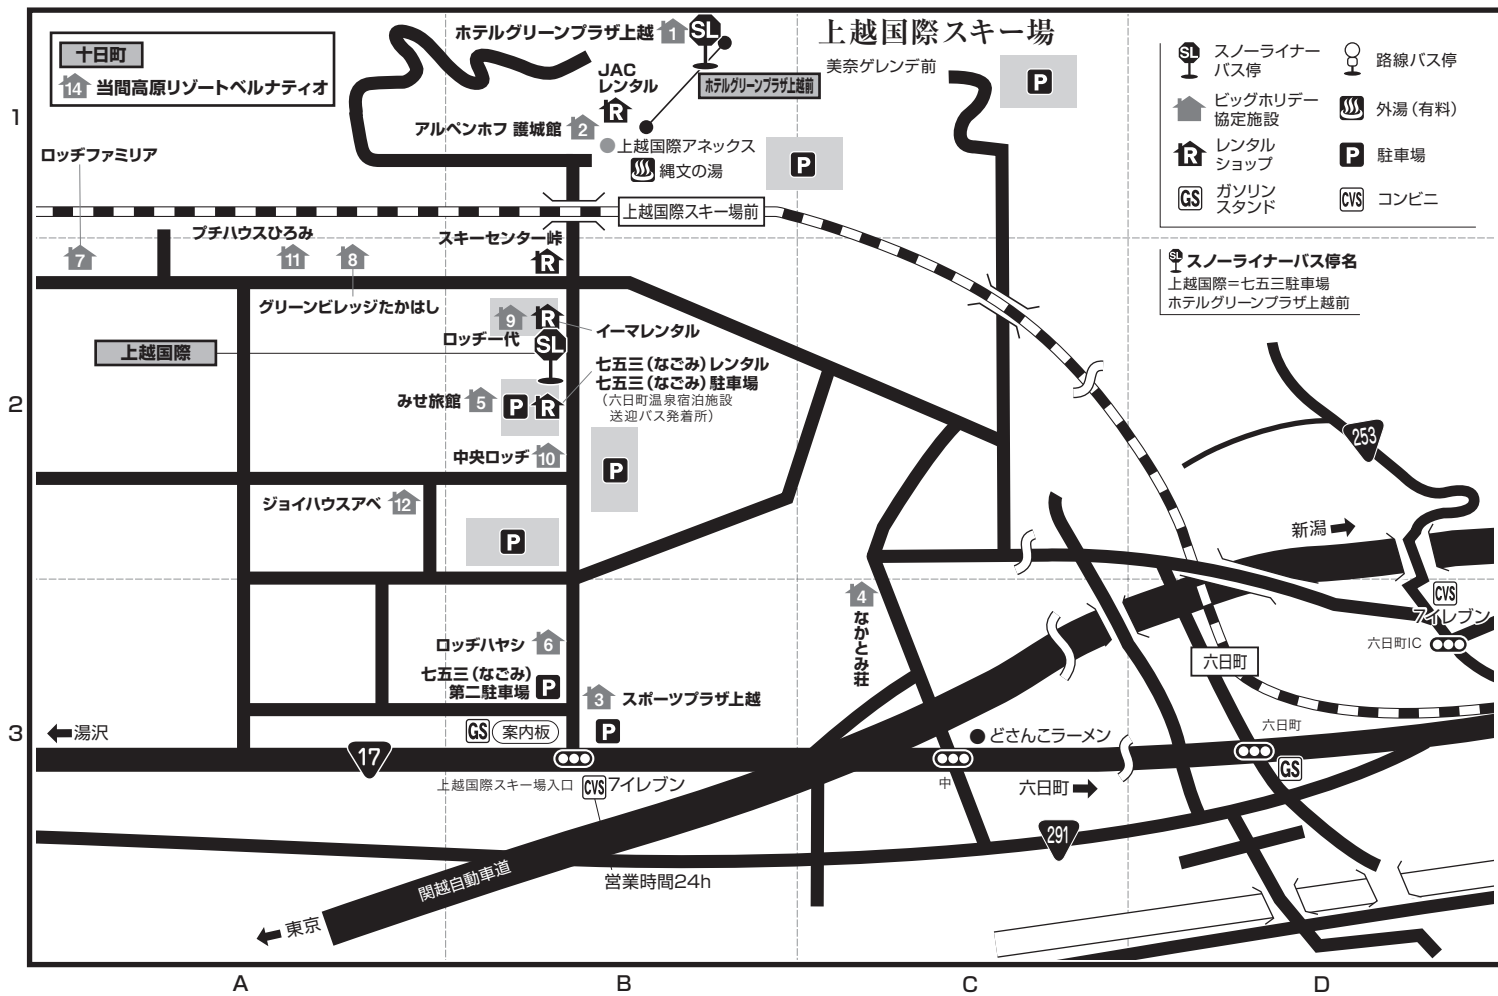 十日町
14 当間高原リゾートベルナティオ
ホテルグリーンプラザ上越 1 SL
ホテルグリーンプラザ上越前
JAC
レンタル
R
アルペンホフ 護城館 2
上越国際アネックス
縄文の湯
上越国際スキー場
美奈ゲレンデ前
P
P
SL スノーライナー
バス停
路線バス停
ビッグホリデー
協定施設
外湯(有料)
R レンタル
ショップ
P 駐車場
GS ガソリン
スタンド
CVS コンビニ
SL スノーライナーバス停名
上越国際=七五三駐車場
ホテルグリーンプラザ上越前
1
ロッヂファミリア
7
上越国際スキー場前
プチハウスひろみ
11
8
グリーンビレッジたかはし
スキーセンター峠
R
9 R
イーマレンタル
ロッヂ一代
SL
上越国際
七五三(なごみ)レンタル
七五三(なごみ)駐車場
(六日町温泉宿泊施設
送迎バス発着所)
2
みせ旅館 5 P R
中央ロッヂ 10
P
ジョイハウスアベ 12
P
253
新潟
4
なかとみ荘
CVS
7イレブン
六日町IC
六日町
ロッヂハヤシ 6
七五三(なごみ)
第二駐車場 P
3 スポーツプラザ上越
P
GS 案内板
3
湯沢
17
上越国際スキー場入口
CVS 7イレブン
どさんこラーメン
中
六日町
六日町
GS
291
営業時間24h
関越自動車道
東京
A
B
C
D